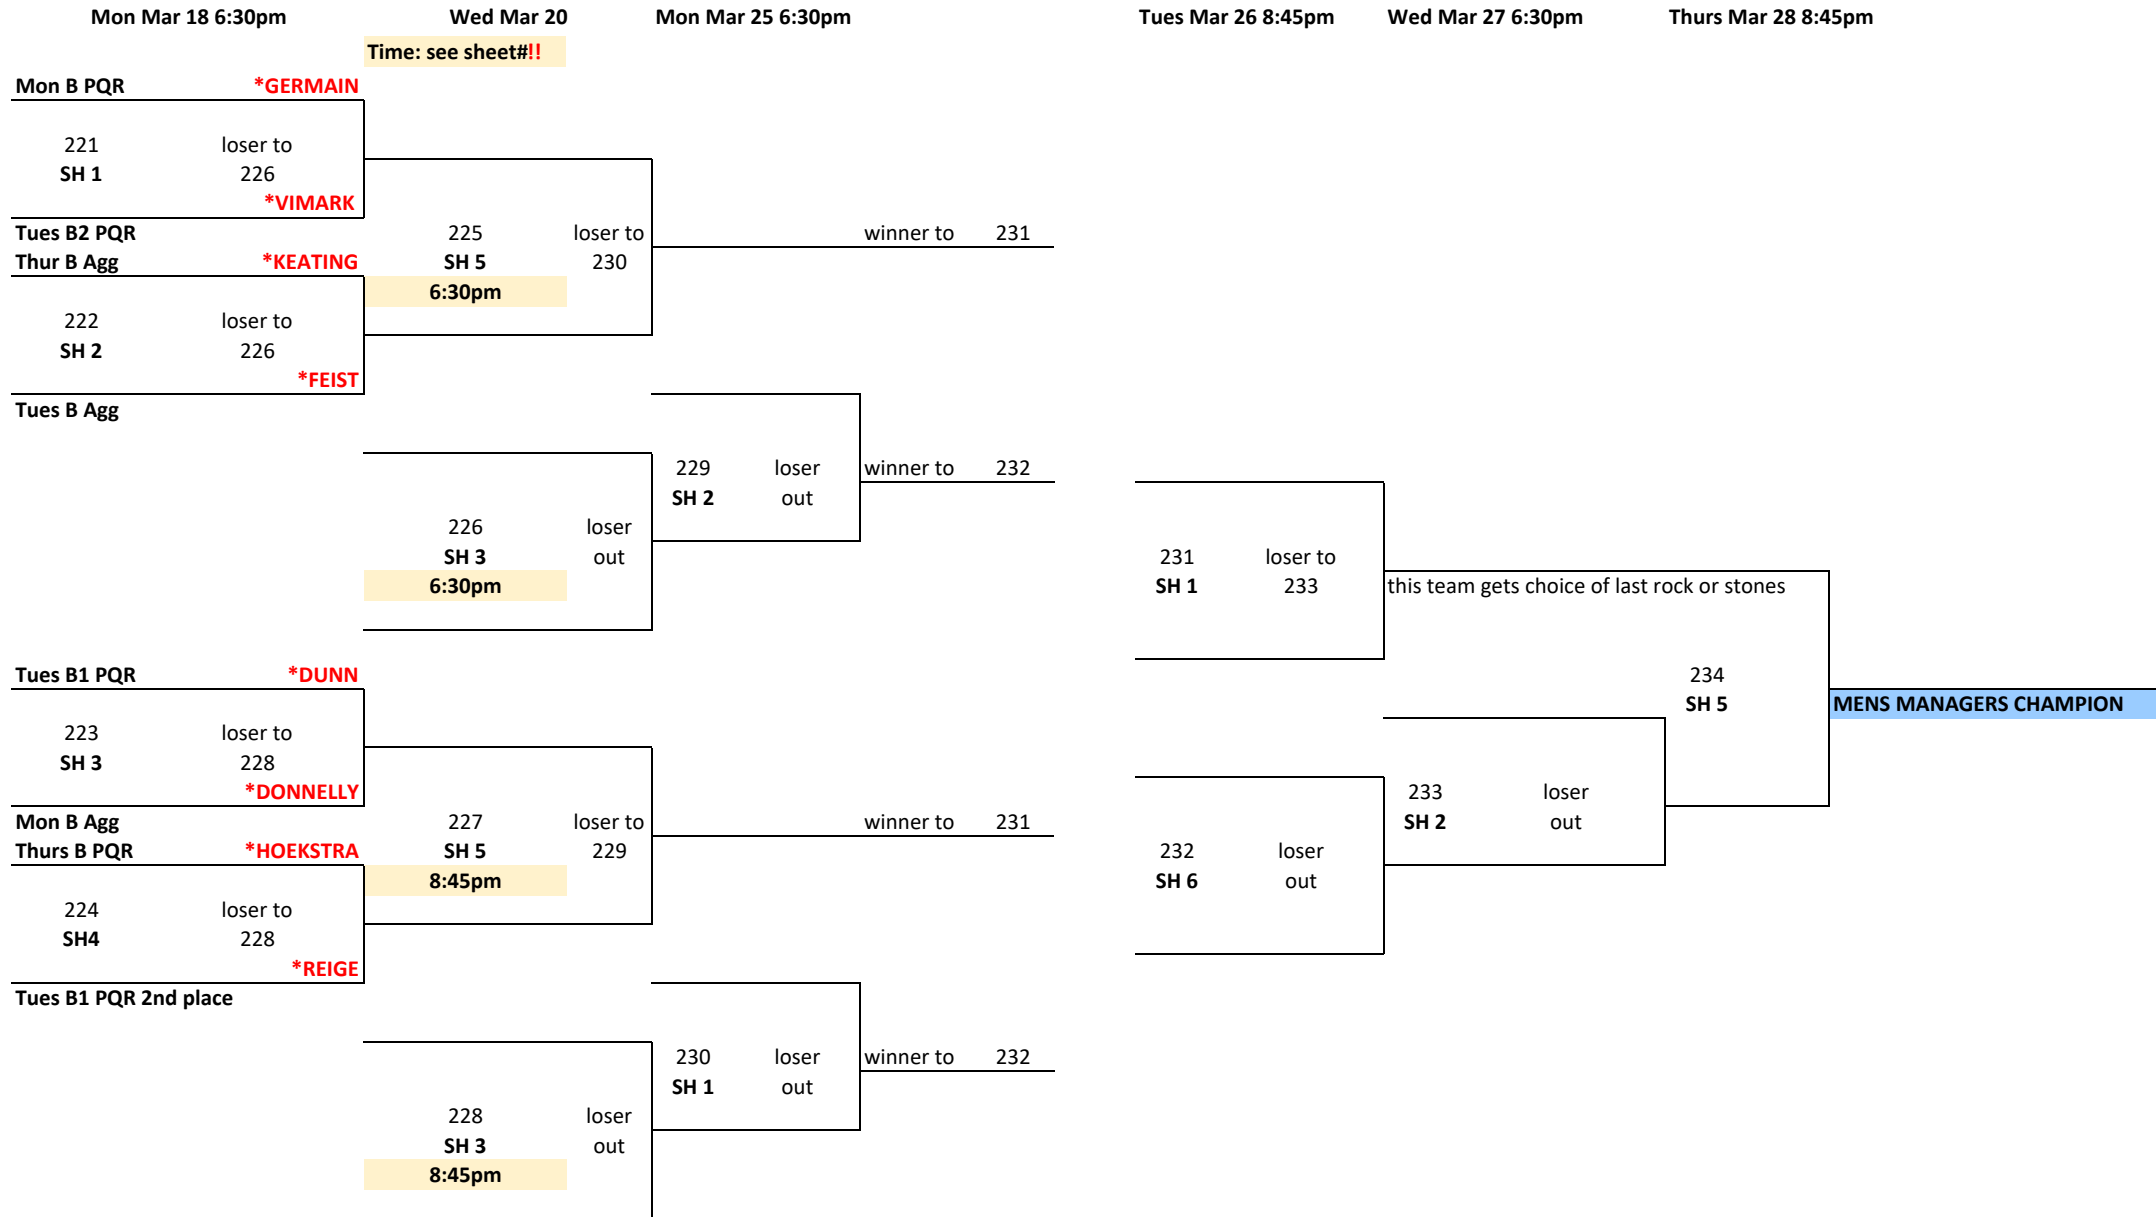 Mon Mar 18 6:30pm Wed Mar 20 Mon Mar 25 6:30pm Tues Mar 26 8:45pm Wed Mar 27 6:30pm Thurs Mar 28 8:45pm
Time: see sheet#!!
Mon B PQR *GERMAIN
221 loser to
SH 1 226
*VIMARK
Tues B2 PQR 225 loser to winner to 231
Thur B Agg *KEATING SH 5 230
6:30pm
222 loser to
SH 2 226
*FEIST
Tues B Agg
229 loser winner to 232
SH 2 out
226 loser
SH 3 out 231 loser to
6:30pm SH 1 233 this team gets choice of last rock or stones
Tues B1 PQR *DUNN 234
SH 5 MENS MANAGERS CHAMPION
223 loser to
SH 3 228
*DONNELLY 233 loser
Mon B Agg 227 loser to winner to 231 SH 2 out
Thurs B PQR *HOEKSTRA SH 5 229 232 loser
8:45pm SH 6 out
224 loser to
SH4 228
*REIGE
Tues B1 PQR 2nd place
230 loser winner to 232
SH 1 out
228 loser
SH 3 out
8:45pm